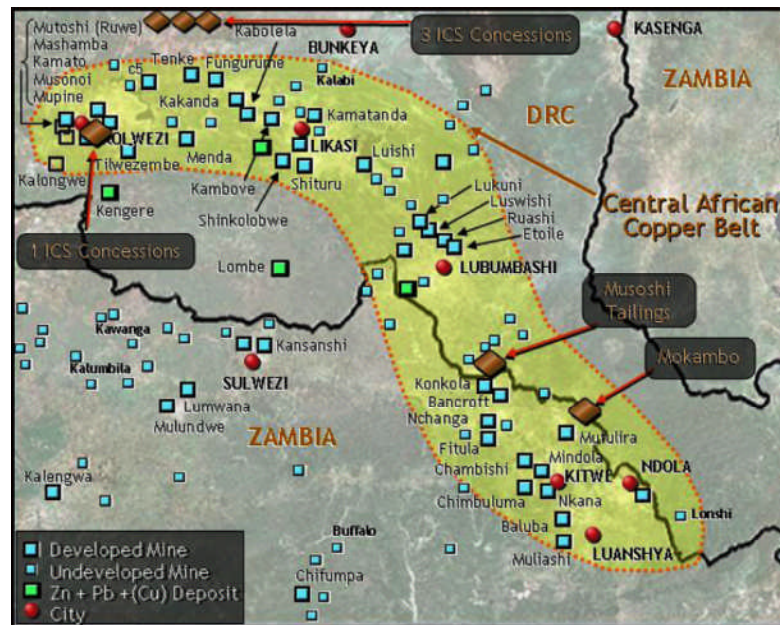 Mutoshi (Ruwe)
Mashamba
Kamato
Musonoi
Mupine
c5
Tenke
Fungurume
Kabolela
BUNKEYA
3 ICS Concessions
KASENGA
ZAMBIA
DRC
Kalabi
Kakanda
Kamatanda
KOLWEZI
LIKASI
Tilwezembe
Menda
Luishi
Kalongwe
Kambove
Shituru
Shinkolobwe
Kengere
Lukuni
Luswishi
Ruashi
Etoile
Central African
Copper Belt
1 ICS Concessions
Lombe
LUBUMBASHI
Musoshi
Tailings
Kawanga
Kansanshi
Mokambo
Kalumbila
SULWEZI
Konkola
Bancroft
Lumwana
Mulundwe
Nchanga
ZAMBIA
Fitula
Mufulira
Mindola
Chambishi
KITWE
NDOLA
Kalengwa
Chimbuluma
Nkana
Lonshi
Baluba
Buffalo
LUANSHYA
Muliashi
Chifumpa
Developed Mine
Undeveloped Mine
Zn + Pb +(Cu) Deposit
City